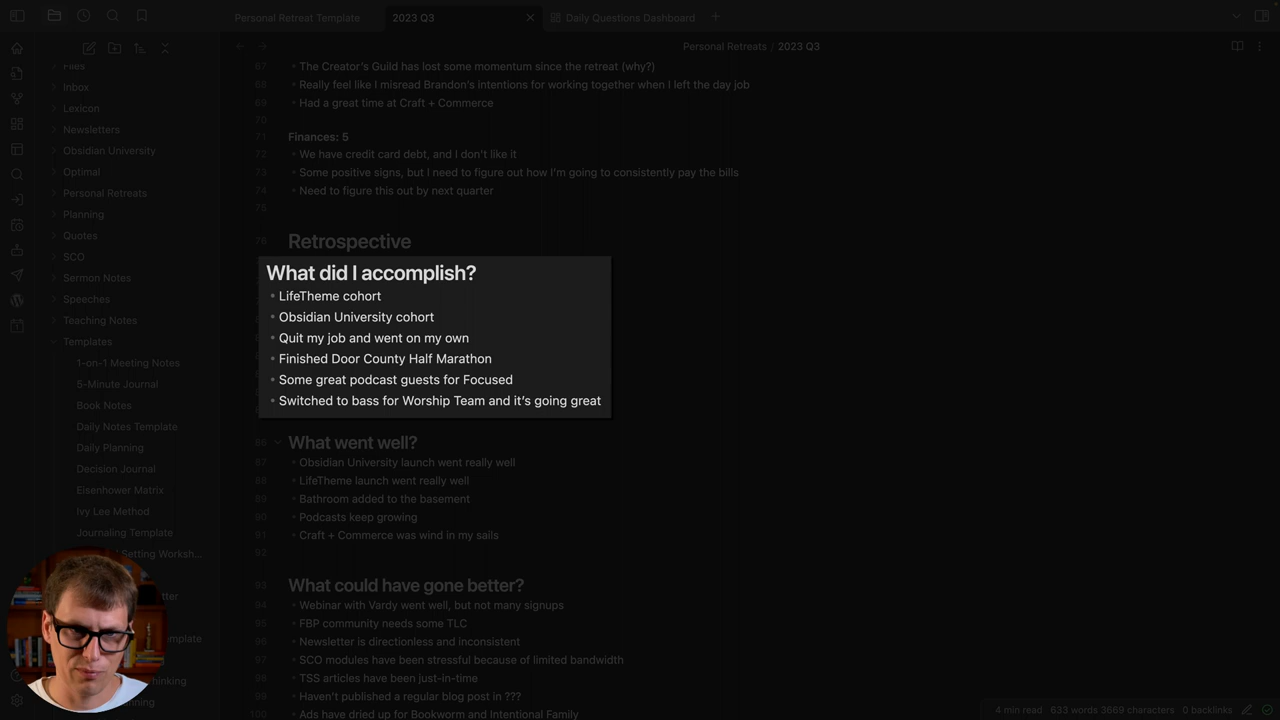 Personal Retreat Template
2023 Q3
Daily Questions Dashboard
Personal Retreats / 2023 Q3
Files
Inbox
Lexicon
Newsletters
Obsidian University
Optimal
Personal Retreats
Planning
Quotes
SCO
Sermon Notes
Speeches
Teaching Notes
Templates
1-on-1 Meeting Notes
5-Minute Journal
Book Notes
Daily Notes Template
Daily Planning
Decision Journal
Eisenhower Matrix
Ivy Lee Method
Journaling Template
Setting Worksh...
67 • The Creator's Guild has lost some momentum since the retreat (why?)
68 • Really feel like I misread Brandon's intentions for working together when I left the day job
69 • Had a great time at Craft + Commerce
70
71 Finances: 5
72 • We have credit card debt, and I don't like it
73 • Some positive signs, but I need to figure out how I'm going to consistently pay the bills
74 • Need to figure this out by next quarter
75
76 Retrospective
What did I accomplish?
• LifeTheme cohort
• Obsidian University cohort
• Quit my job and went on my own
• Finished Door County Half Marathon
• Some great podcast guests for Focused
• Switched to bass for Worship Team and it's going great
86 What went well?
87 • Obsidian University launch went really well
88 • LifeTheme launch went really well
89 • Bathroom added to the basement
90 • Podcasts keep growing
91 • Craft + Commerce was wind in my sails
92
93 What could have gone better?
94 • Webinar with Vardy went well, but not many signups
95 • FBP community needs some TLC
96 • Newsletter is directionless and inconsistent
97 • SCO modules have been stressful because of limited bandwidth
98 • TSS articles have been just-in-time
99 • Haven't published a regular blog post in ???
100 • Ads have dried up for Bookworm and Intentional Family
4 min read 633 words 3669 characters 0 backlinks